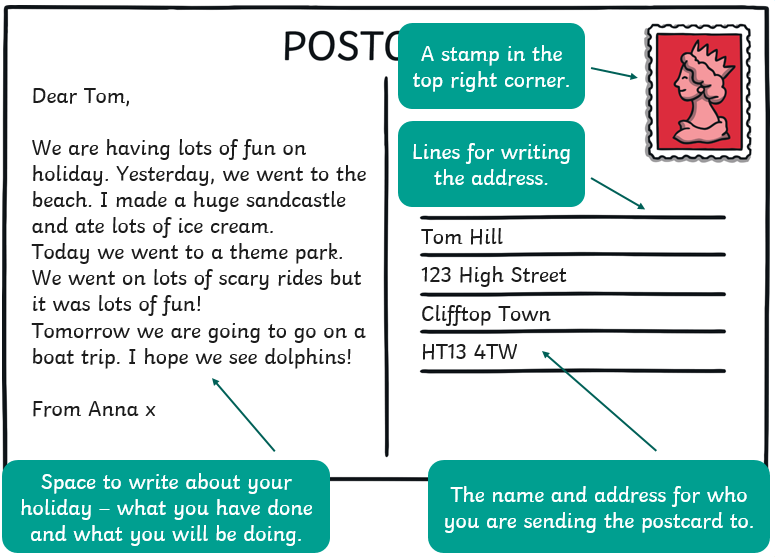 POSTC
A stamp in the
top right corner.
Dear Tom,
We are having lots of fun on
holiday. Yesterday, we went to the
beach. I made a huge sandcastle
and ate lots of ice cream.
Today we went to a theme park.
We went on lots of scary rides but
it was lots of fun!
Tomorrow we are going to go on a
boat trip. I hope we see dolphins!
From Anna x
Lines for writing
the address.
Tom Hill
123 High Street
Clifftop Town
HT13 4TW
Space to write about your
holiday – what you have done
and what you will be doing.
The name and address for who
you are sending the postcard to.